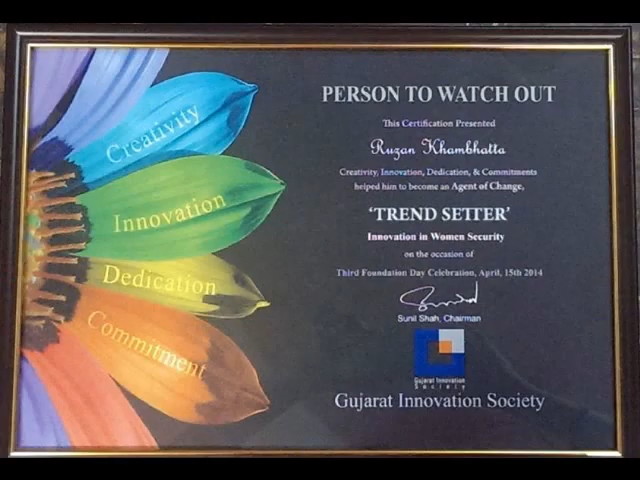 Creativity
Innovation
Dedication
Commitment
PERSON TO WATCH OUT
This Certification Presented
Ruzan Khambhatta
Creativity, Innovation, Dedication, & Commitments
helped him to become an Agent of Change,
‘TREND SETTER’
Innovation in Women Security
on the occasion of
Third Foundation Day Celebration, April, 15th 2014
Sunil Shah, Chairman
Gujarat Innovation
Society
Gujarat Innovation Society